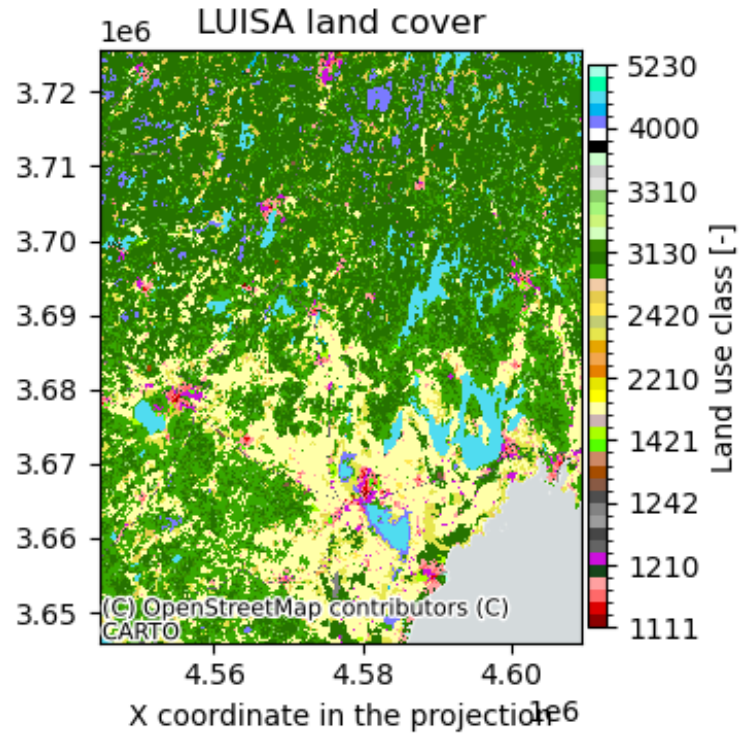 LUISA land cover
1e6
3.72
3.71
3.70
3.69
3.68
3.67
3.66
3.65
(C) OpenStreetMap contributors (C)
CARTO
4.56 4.58 4.60
X coordinate in the projection
1e6
5230
4000
3310
3130
2420
2210
1421
1242
1210
1111
Land use class [-]